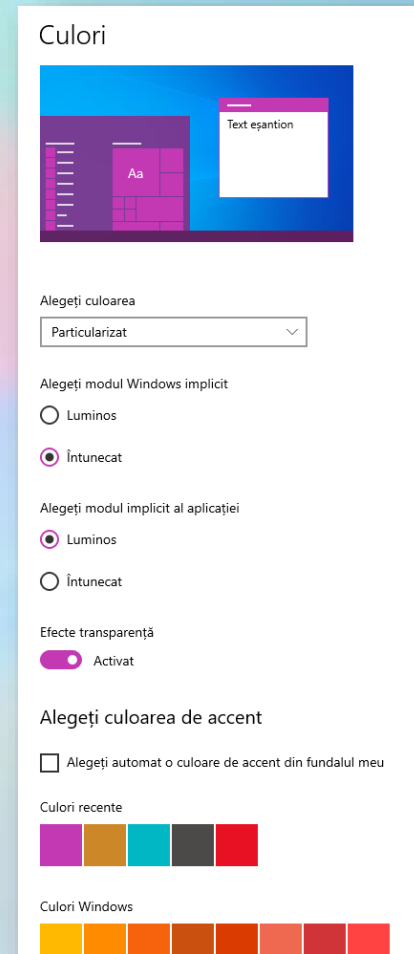 Culori
Text eșantion
Aa
Alegeți culoarea
Particularizat
Alegeți modul Windows implicit
Luminos
Întunecat
Alegeți modul implicit al aplicației
Luminos
Întunecat
Efecte transparență
Activat
Alegeți culoarea de accent
Alegeți automat o culoare de accent din fundalul meu
Culori recente
Culori Windows